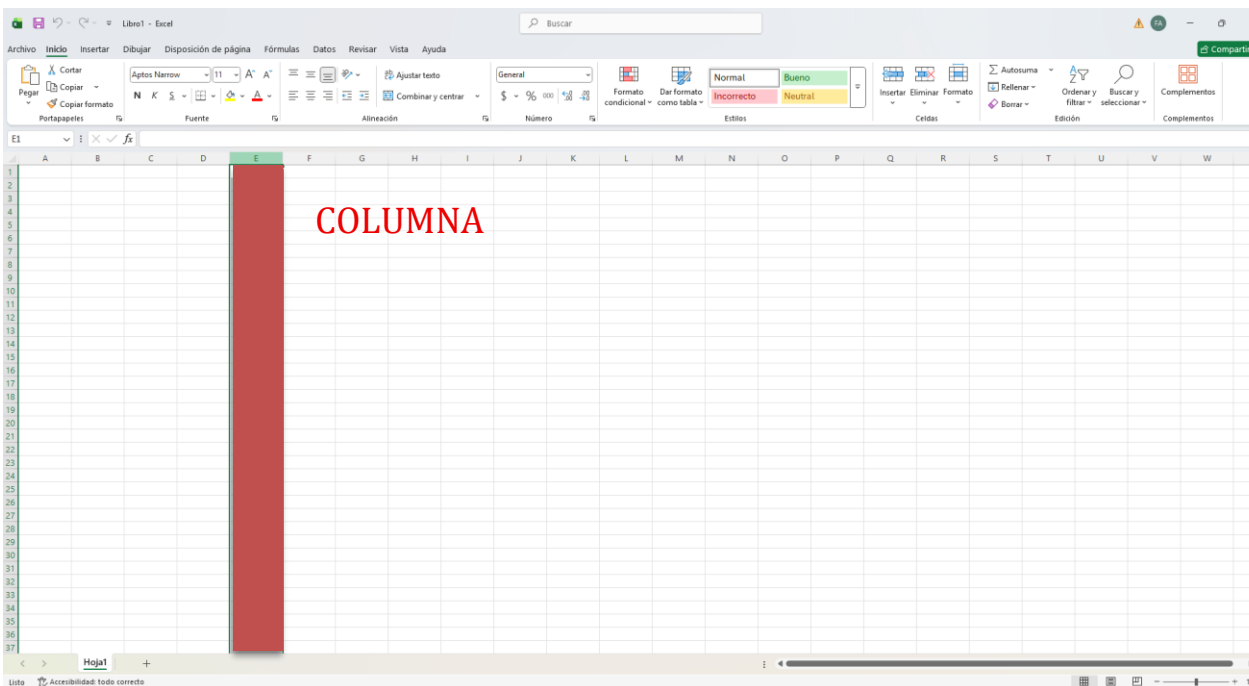 Libro1 - Excel
Buscar
FA
Archivo Inicio Insertar Dibujar Disposición de página Fórmulas Datos Revisar Vista Ayuda
Compartir
Pegar
Cortar
Copiar
Copiar formato
Portapapeles
Aptos Narrow 11 A A
N K S A
Fuente
Ajustar texto
Combinar y centrar
Alineación
General
$ % 000
Número
Formato condicional
Dar formato como tabla
Normal Bueno
Incorrecto Neutral
Estilos
Insertar Eliminar Formato
Celdas
Autosuma
Rellenar
Borrar
Ordenar y filtrar
Buscar y seleccionar
Edición
Complementos
Complementos
E1 fx
A B C D E F G H I J K L M N O P Q R S T U V W
1
2
3
4
5
6
7
8
9
10
11
12
13
14
15
16
17
18
19
20
21
22
23
24
25
26
27
28
29
30
31
32
33
34
35
36
37
COLUMNA
Hoja1
Listo Accesibilidad: todo correcto